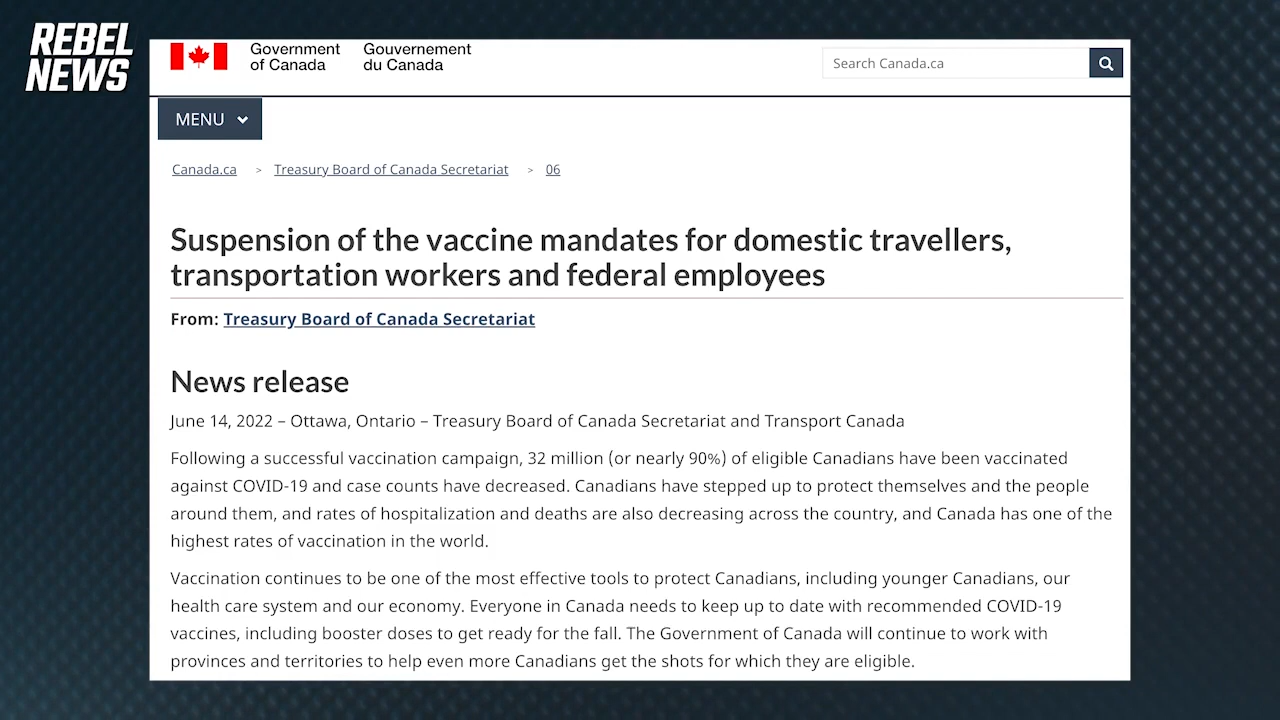 REBEL
NEWS
Government
of Canada
Gouvernement
du Canada
Search Canada.ca
MENU
Canada.ca > Treasury Board of Canada Secretariat > 06
Suspension of the vaccine mandates for domestic travellers,
transportation workers and federal employees
From: Treasury Board of Canada Secretariat
News release
June 14, 2022 – Ottawa, Ontario – Treasury Board of Canada Secretariat and Transport Canada
Following a successful vaccination campaign, 32 million (or nearly 90%) of eligible Canadians have been vaccinated
against COVID-19 and case counts have decreased. Canadians have stepped up to protect themselves and the people
around them, and rates of hospitalization and deaths are also decreasing across the country, and Canada has one of the
highest rates of vaccination in the world.
Vaccination continues to be one of the most effective tools to protect Canadians, including younger Canadians, our
health care system and our economy. Everyone in Canada needs to keep up to date with recommended COVID-19
vaccines, including booster doses to get ready for the fall. The Government of Canada will continue to work with
provinces and territories to help even more Canadians get the shots for which they are eligible.